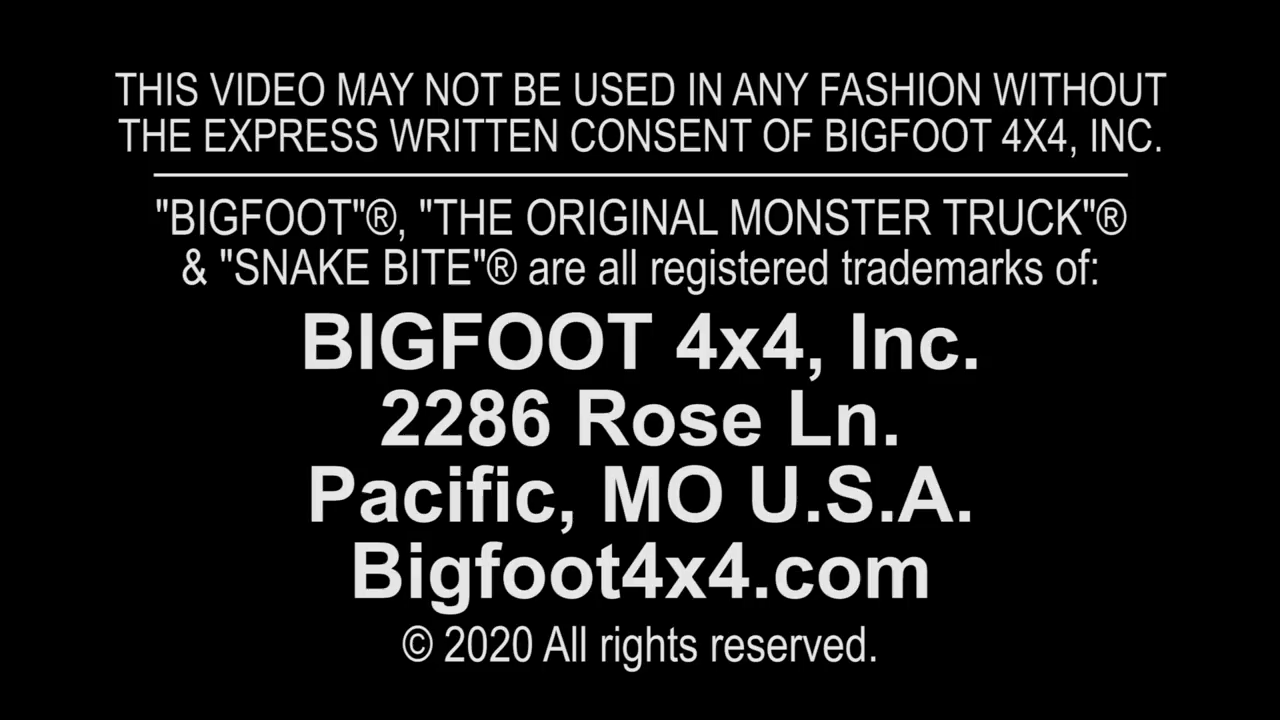 THIS VIDEO MAY NOT BE USED IN ANY FASHION WITHOUT
THE EXPRESS WRITTEN CONSENT OF BIGFOOT 4X4, INC.
"BIGFOOT"®, "THE ORIGINAL MONSTER TRUCK"®
& "SNAKE BITE"® are all registered trademarks of:
BIGFOOT 4x4, Inc.
2286 Rose Ln.
Pacific, MO U.S.A.
Bigfoot4x4.com
© 2020 All rights reserved.